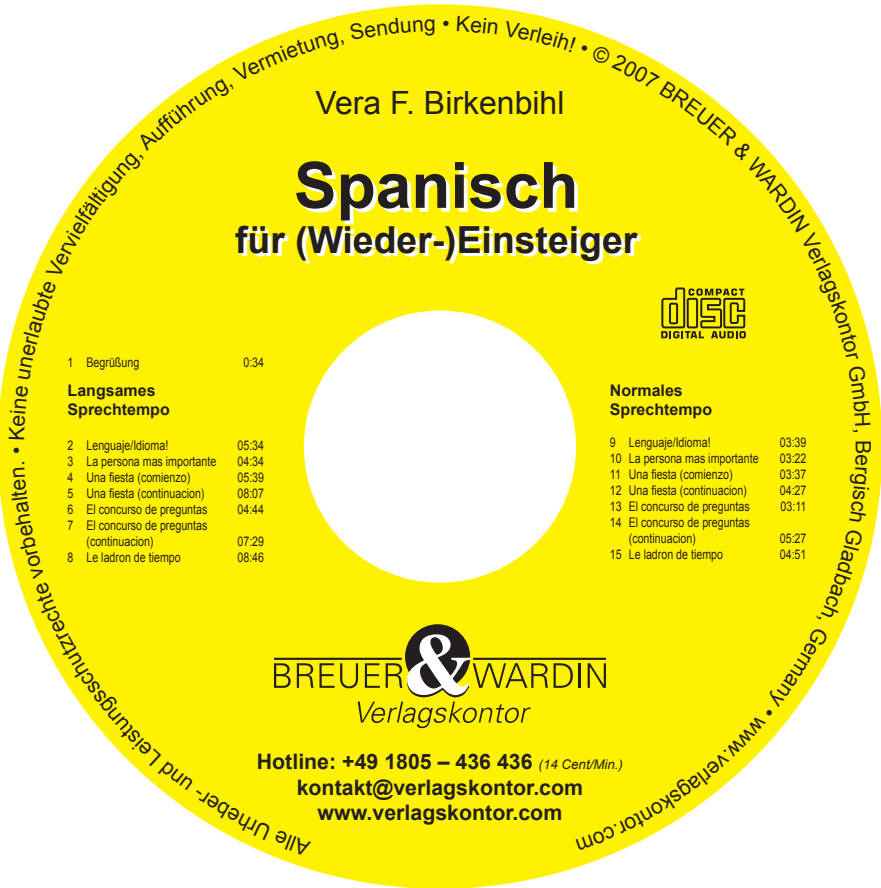 Alle Urheber- und Leistungsschutzrechte vorbehalten. • Keine unerlaubte Vervielfältigung, Aufführung, Vermietung, Sendung • Kein Verleih! • © 2007 BREUER & WARDIN Verlagskontor GmbH, Bergisch Gladbach, Germany • www.verlagskontor.com
Vera F. Birkenbihl
Spanisch
für (Wieder-)Einsteiger
COMPACT
disc
DIGITAL AUDIO
1 Begrüßung 0:34
Langsames
Sprechtempo
2 Lenguaje/Idioma! 05:34
3 La persona mas importante 04:34
4 Una fiesta (comienzo) 05:39
5 Una fiesta (continuacion) 08:07
6 El concurso de preguntas 04:44
7 El concurso de preguntas
(continuacion) 07:29
8 Le ladron de tiempo 08:46
Normales
Sprechtempo
9 Lenguaje/Idioma! 03:39
10 La persona mas importante 03:22
11 Una fiesta (comienzo) 03:37
12 Una fiesta (continuacion) 04:27
13 El concurso de preguntas 03:11
14 El concurso de preguntas
(continuacion) 05:27
15 Le ladron de tiempo 04:51
BREUER & WARDIN
Verlagskontor
Hotline: +49 1805 – 436 436 (14 Cent/Min.)
kontakt@verlagskontor.com
www.verlagskontor.com